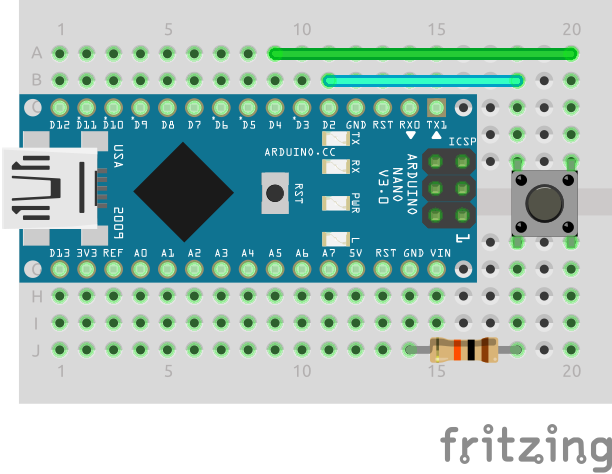 1 5 10 15 20
A
B
C
D12 D11 D10 D9 D8 D7 D6 D5 D4 D3 D2 GND RST RX0 TX1
TX
ICSP
USA
ARDUINO.CC
RX
ARDUINO
NANO
V3.0
RST
PWR
L
1
D13 3V3 REF A0 A1 A2 A3 A4 A5 A6 A7 5V RST GND VIN
G
H
I
J
1 5 10 15 20
fritzing